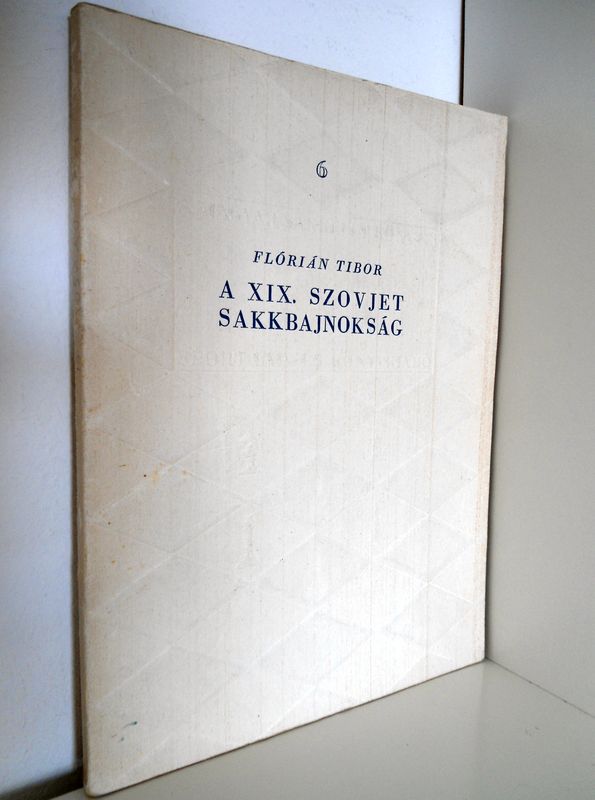 6
FLÓRIÁN TIBOR
A XIX. SZOVJET
SAKKBAJNOKSÁG